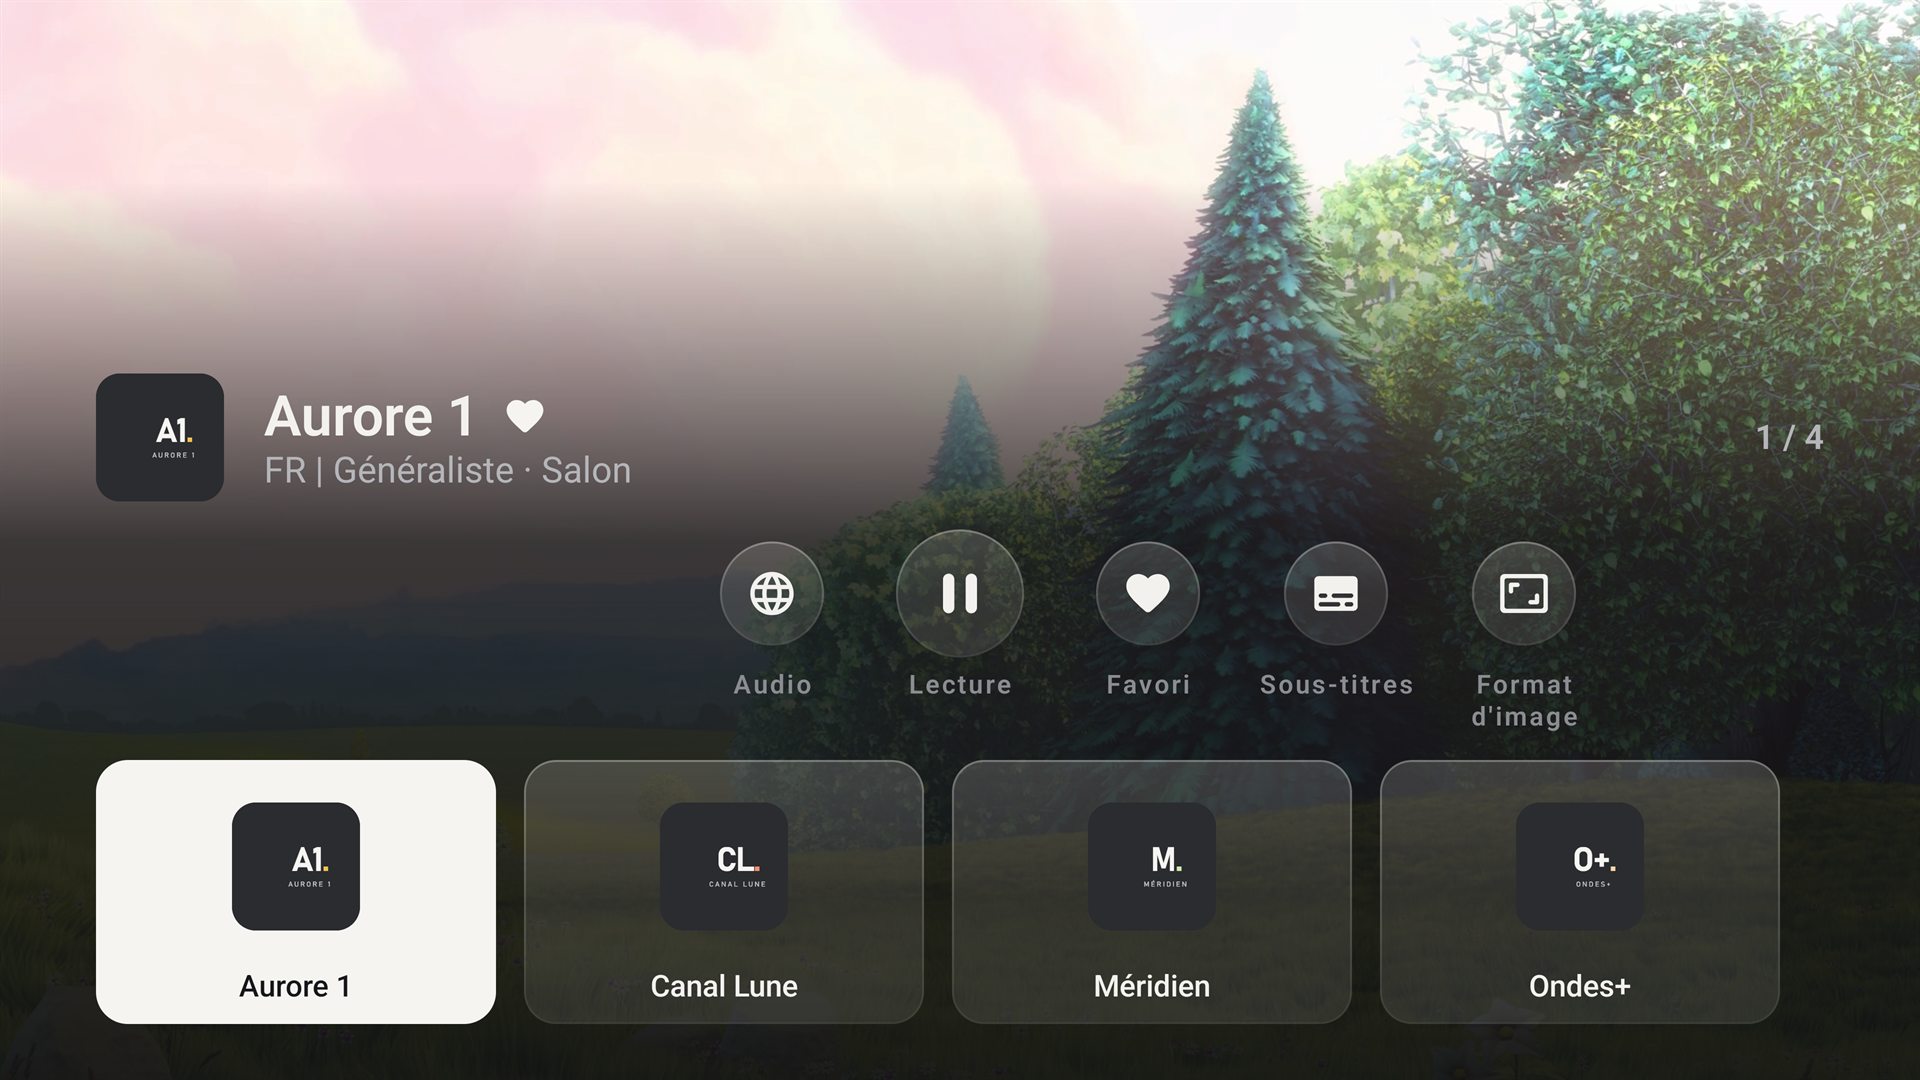 A1.
AURORE 1
Aurore 1
FR | Généraliste · Salon
1 / 4
Audio
Lecture
Favori
Sous-titres
Format
d'image
A1.
AURORE 1
Aurore 1
CL.
CANAL LUNE
Canal Lune
M.
MÉRIDIEN
Méridien
O+.
ONDES+
Ondes+